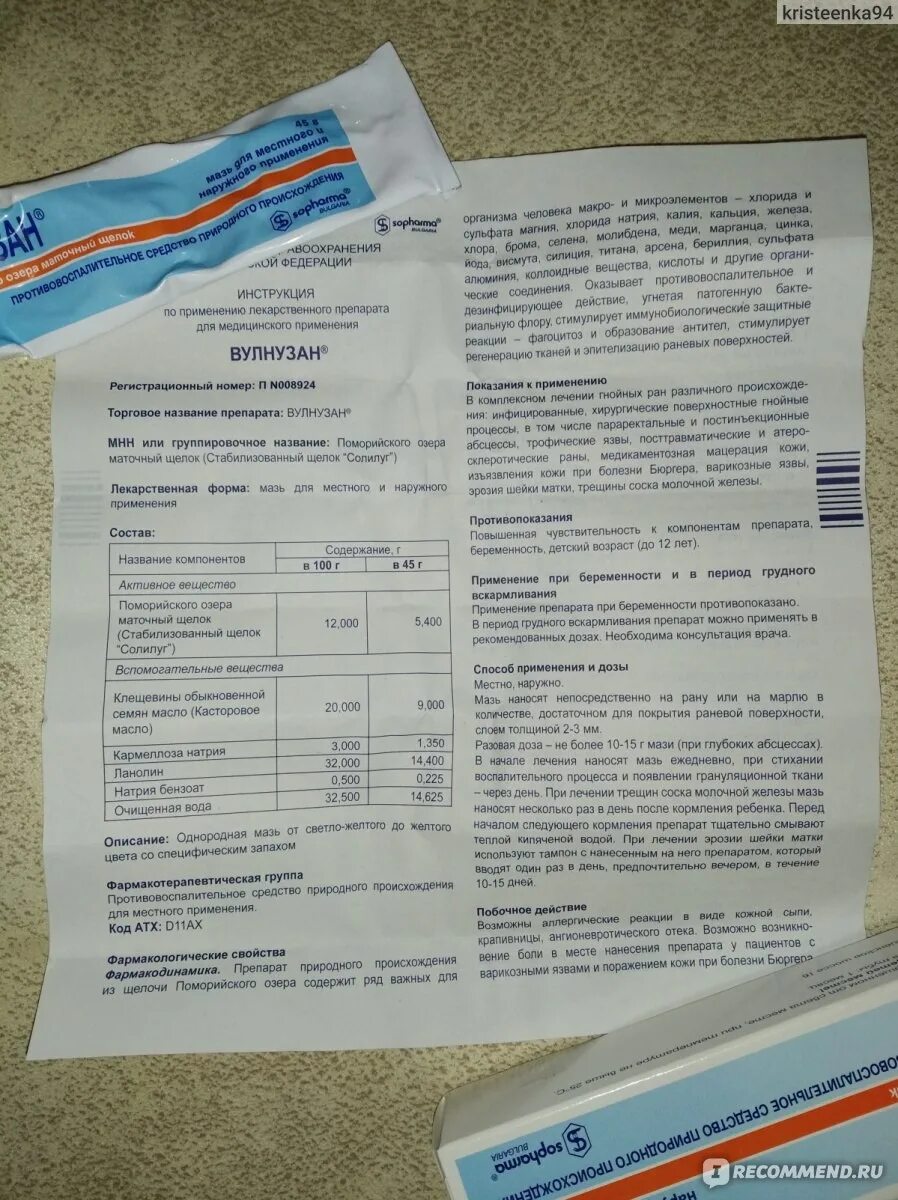 kristeenka94
45 г
мазь для местного и
наружного применения
ЗАН®
о озера маточный щелок
ПРОТИВОВОСПАЛИТЕЛЬНОЕ СРЕДСТВО ПРИРОДНОГО ПРОИСХОЖДЕНИЯ
sopharma®
BULGARIA
sopharma®
BULGARIA
АВООХРАНЕНИЯ
СКОЙ ФЕДЕРАЦИИ
ИНСТРУКЦИЯ
по применению лекарственного препарата
для медицинского применения
ВУЛНУЗАН®
Регистрационный номер: П N008924
Торговое название препарата: ВУЛНУЗАН®
МНН или группировочное название: Поморийского озера
маточный щелок (Стабилизованный щелок "Солилуг")
Лекарственная форма: мазь для местного и наружного
применения
Состав:
Название компонентов
Содержание, г
в 100 г в 45 г
Активное вещество
Поморийского озера
маточный щелок
(Стабилизованный щелок
"Солилуг")
12,000 5,400
Вспомогательные вещества
Клещевины обыкновенной
семян масло (Касторовое
масло)
20,000 9,000
Кармеллоза натрия 3,000 1,350
Ланолин 32,000 14,400
Натрия бензоат 0,500 0,225
Очищенная вода 32,500 14,625
Описание: Однородная мазь от светло-желтого до желтого
цвета со специфическим запахом
Фармакотерапевтическая группа
Противовоспалительное средство природного происхождения
для местного применения.
Код АТХ: D11AX
Фармакологические свойства
Фармакодинамика. Препарат природного происхождения
из щелочи Поморийского озера содержит ряд важных для
организма человека макро- и микроэлементов – хлорида и
сульфата магния, хлорида натрия, калия, кальция, железа,
хлора, брома, селена, молибдена, меди, марганца, цинка,
йода, висмута, силиция, титана, арсена, бериллия, сульфата
алюминия, коллоидные вещества, кислоты и другие органи-
ческие соединения. Оказывает противовоспалительное и
дезинфицирующее действие, угнетая патогенную бакте-
риальную флору, стимулирует иммунобиологические защитные
реакции – фагоцитоз и образование антител, стимулирует
регенерацию тканей и эпителизацию раневых поверхностей.
Показания к применению
В комплексном лечении гнойных ран различного происхожде-
ния: инфицированные, хирургические поверхностные гнойные
процессы, в том числе параректальные и постинъекционные
абсцессы, трофические язвы, посттравматические и атеро-
склеротические раны, медикаментозная мацерация кожи,
изъязвления кожи при болезни Бюргера, варикозные язвы,
эрозия шейки матки, трещины соска молочной железы.
Противопоказания
Повышенная чувствительность к компонентам препарата,
беременность, детский возраст (до 12 лет).
Применение при беременности и в период грудного
вскармливания
Применение препарата при беременности противопоказано.
В период грудного вскармливания препарат можно применять в
рекомендованных дозах. Необходима консультация врача.
Способ применения и дозы
Местно, наружно.
Мазь наносят непосредственно на рану или на марлю в
количестве, достаточном для покрытия раневой поверхности,
слоем толщиной 2-3 мм.
Разовая доза – не более 10-15 г мази (при глубоких абсцессах).
В начале лечения наносят мазь ежедневно, при стихании
воспалительного процесса и появлении грануляционной ткани
– через день. При лечении трещин соска молочной железы мазь
наносят несколько раз в день после кормления ребенка. Перед
началом следующего кормления препарат тщательно смывают
теплой кипяченой водой. При лечении эрозии шейки матки
используют тампон с нанесенным на него препаратом, который
вводят один раз в день, предпочтительно вечером, в течение
10-15 дней.
Побочное действие
Возможны аллергические реакции в виде кожной сыпи,
крапивницы, ангионевротического отека. Возможно возникно-
вение боли в месте нанесения препарата у пациентов с
варикозными язвами и поражением кожи при болезни Бюргера
от света месте, при температуре не выше 25°C.
ОВОСПАЛИТЕЛЬНОЕ СРЕДСТВО ПРИРОДНОГО ПРОИСХОЖДЕНИ
sopharma
BULGARIA
IRECOMMEND.RU